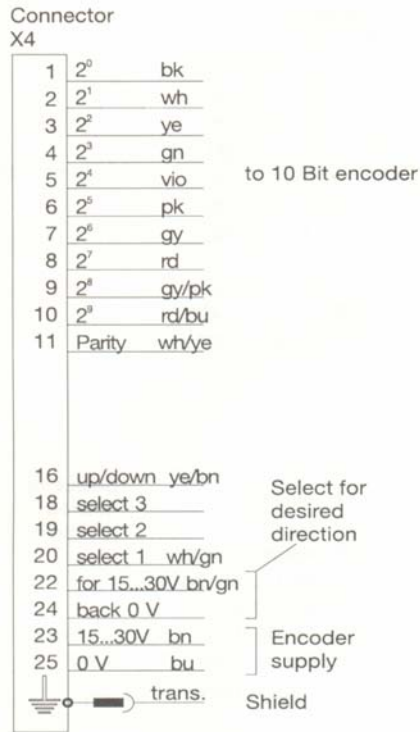 Connector
X4
1 2⁰ bk
2 2¹ wh
3 2² ye
4 2³ gn
5 2⁴ vio
to 10 Bit encoder
6 2⁵ pk
7 2⁶ gy
8 2⁷ rd
9 2⁸ gy/pk
10 2⁹ rd/bu
11 Parity wh/ye
16 up/down ye/bn
18 select 3
19 select 2
20 select 1 wh/gn
22 for 15...30V bn/gn
24 back 0 V
Select for
desired
direction
23 15...30V bn
25 0 V bu
Encoder
supply
trans.
Shield